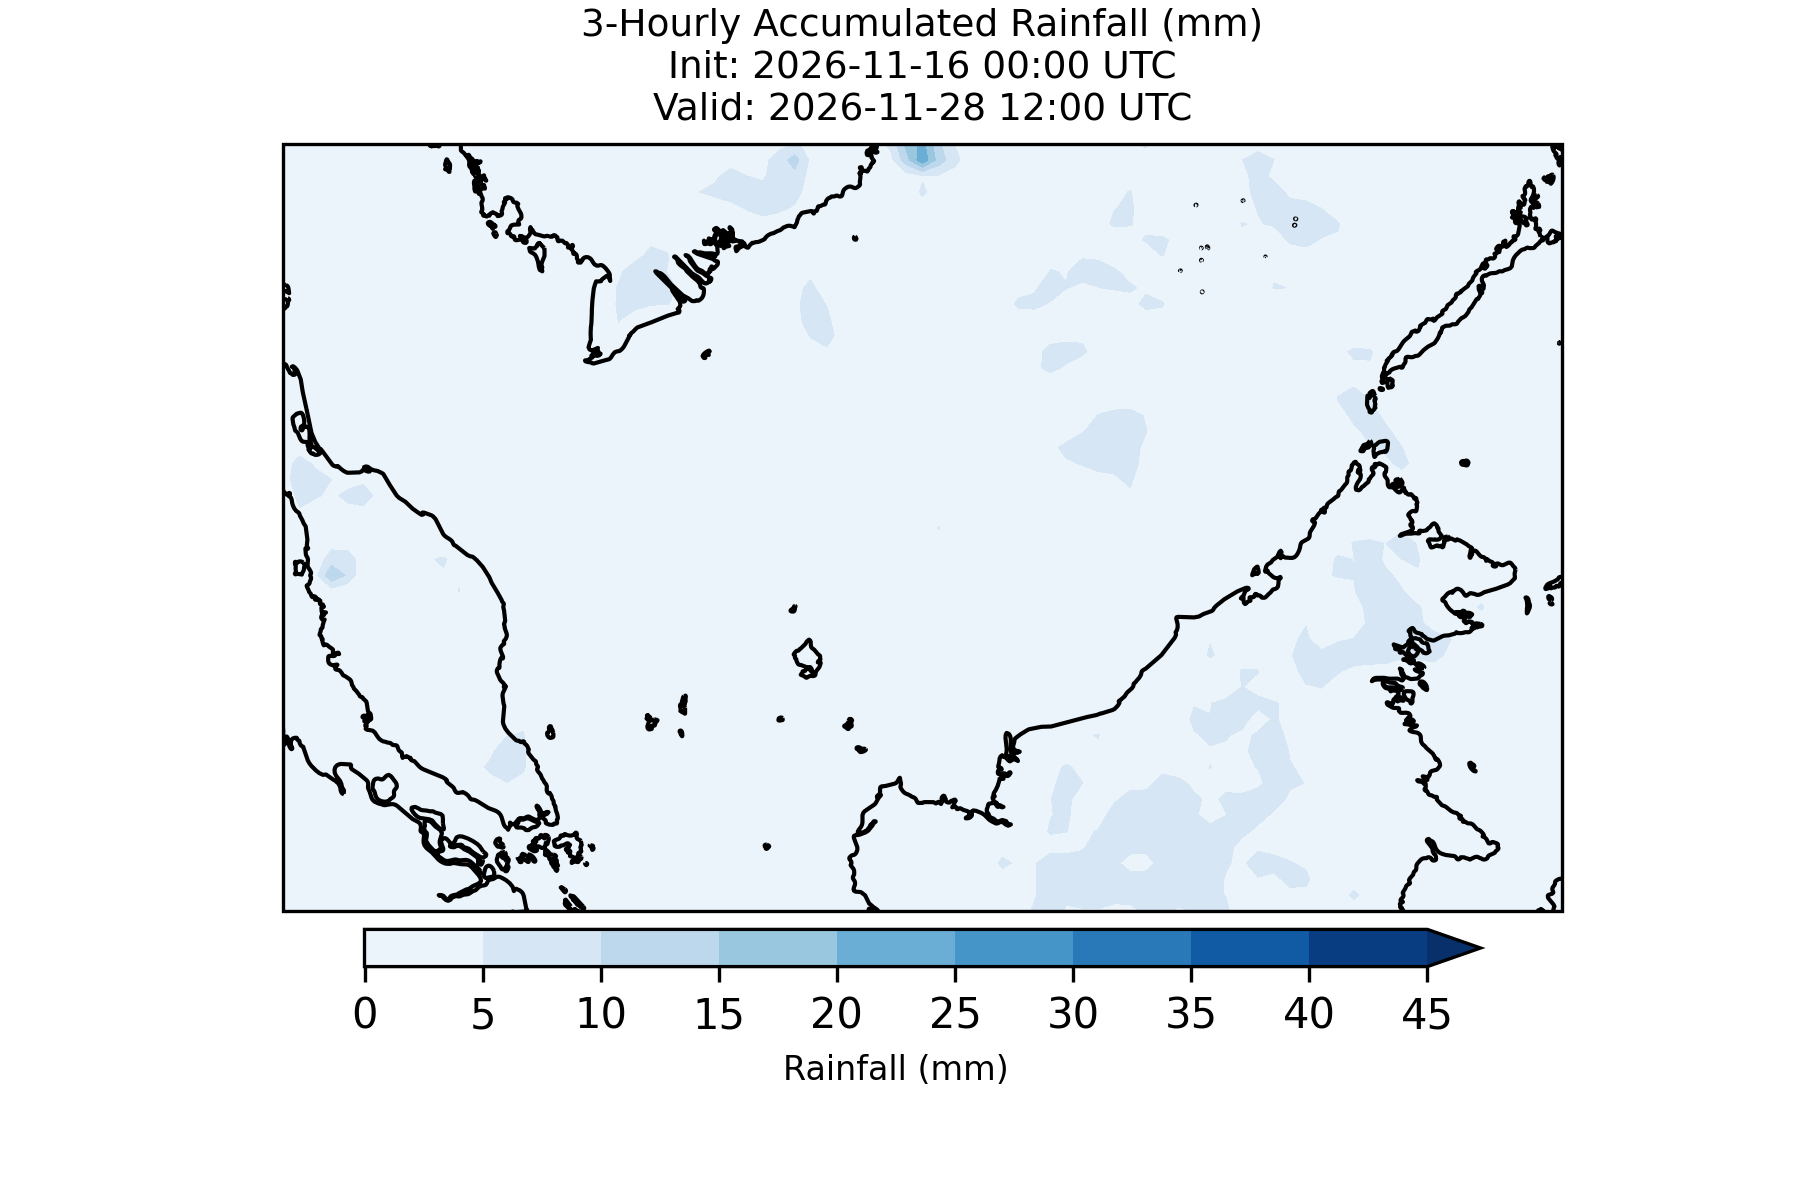 3-Hourly Accumulated Rainfall (mm)
Init: 2026-11-16 00:00 UTC
Valid: 2026-11-28 12:00 UTC
0 5 10 15 20 25 30 35 40 45
Rainfall (mm)